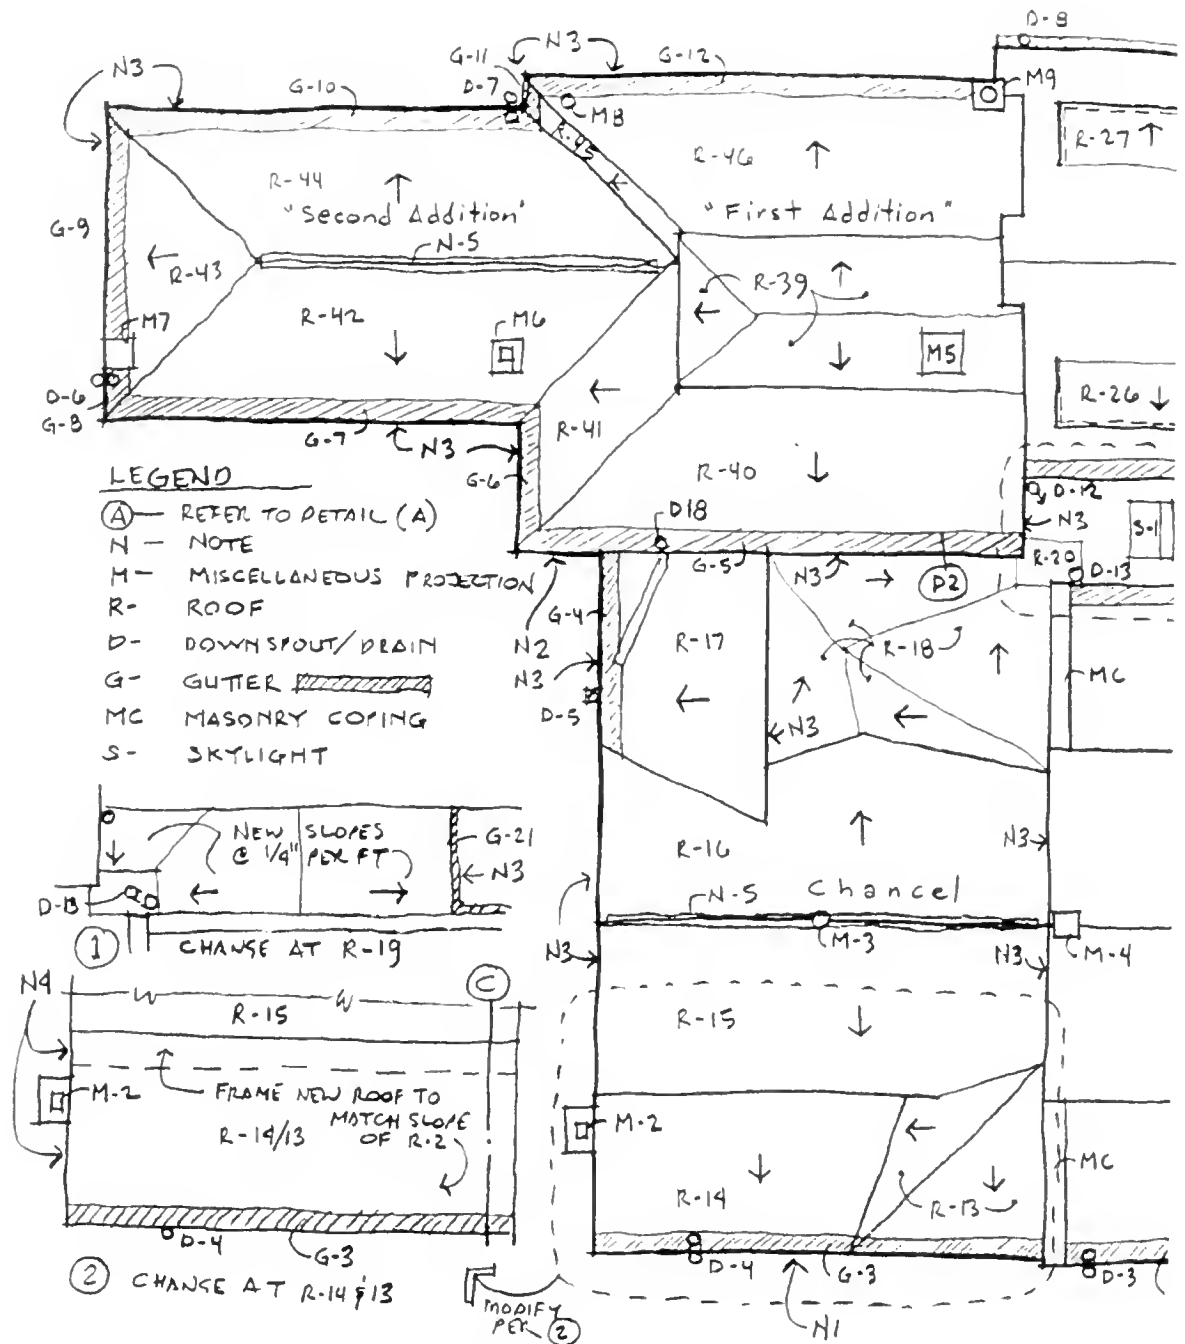 D-8
N3
G-11
N3
G-12
D-7
G-10
M8
M9
R-45
R-46
R-27
R-44
"Second Addition"
"First Addition"
G-9
N-5
R-43
R-39
R-42
M7
M6
M5
D-6
G-8
R-26
G-7
N3
R-41
G-6
R-40
LEGEND
(A) — REFER TO DETAIL (A)
N — NOTE
M — MISCELLANEOUS PROJECTION
R- ROOF
D- DOWNSPOUT/DRAIN
G- GUTTER
MC MASONRY COPING
S- SKYLIGHT
D18
D-12
N3
S-1
R-20
G-5
N3
D2
D-13
G-4
N2
R-17
R-18
N3
MC
D-5
N3
NEW SLOPES
@ 1/4" PER FT
G-21
N3
D-13
1
CHANGE AT R-19
R-16
N3
Chancel
N-5
M-3
N3
N3
M-4
N4
C
R-15
R-15
M-2
FRAME NEW ROOF TO
MATCH SLOPE
OF R-2
R-14/13
M-2
MC
R-14
R-13
D-4
G-3
D-4
G-3
D-3
2 CHANGE AT R-14 & 13
MODIFY
PER 2
N1